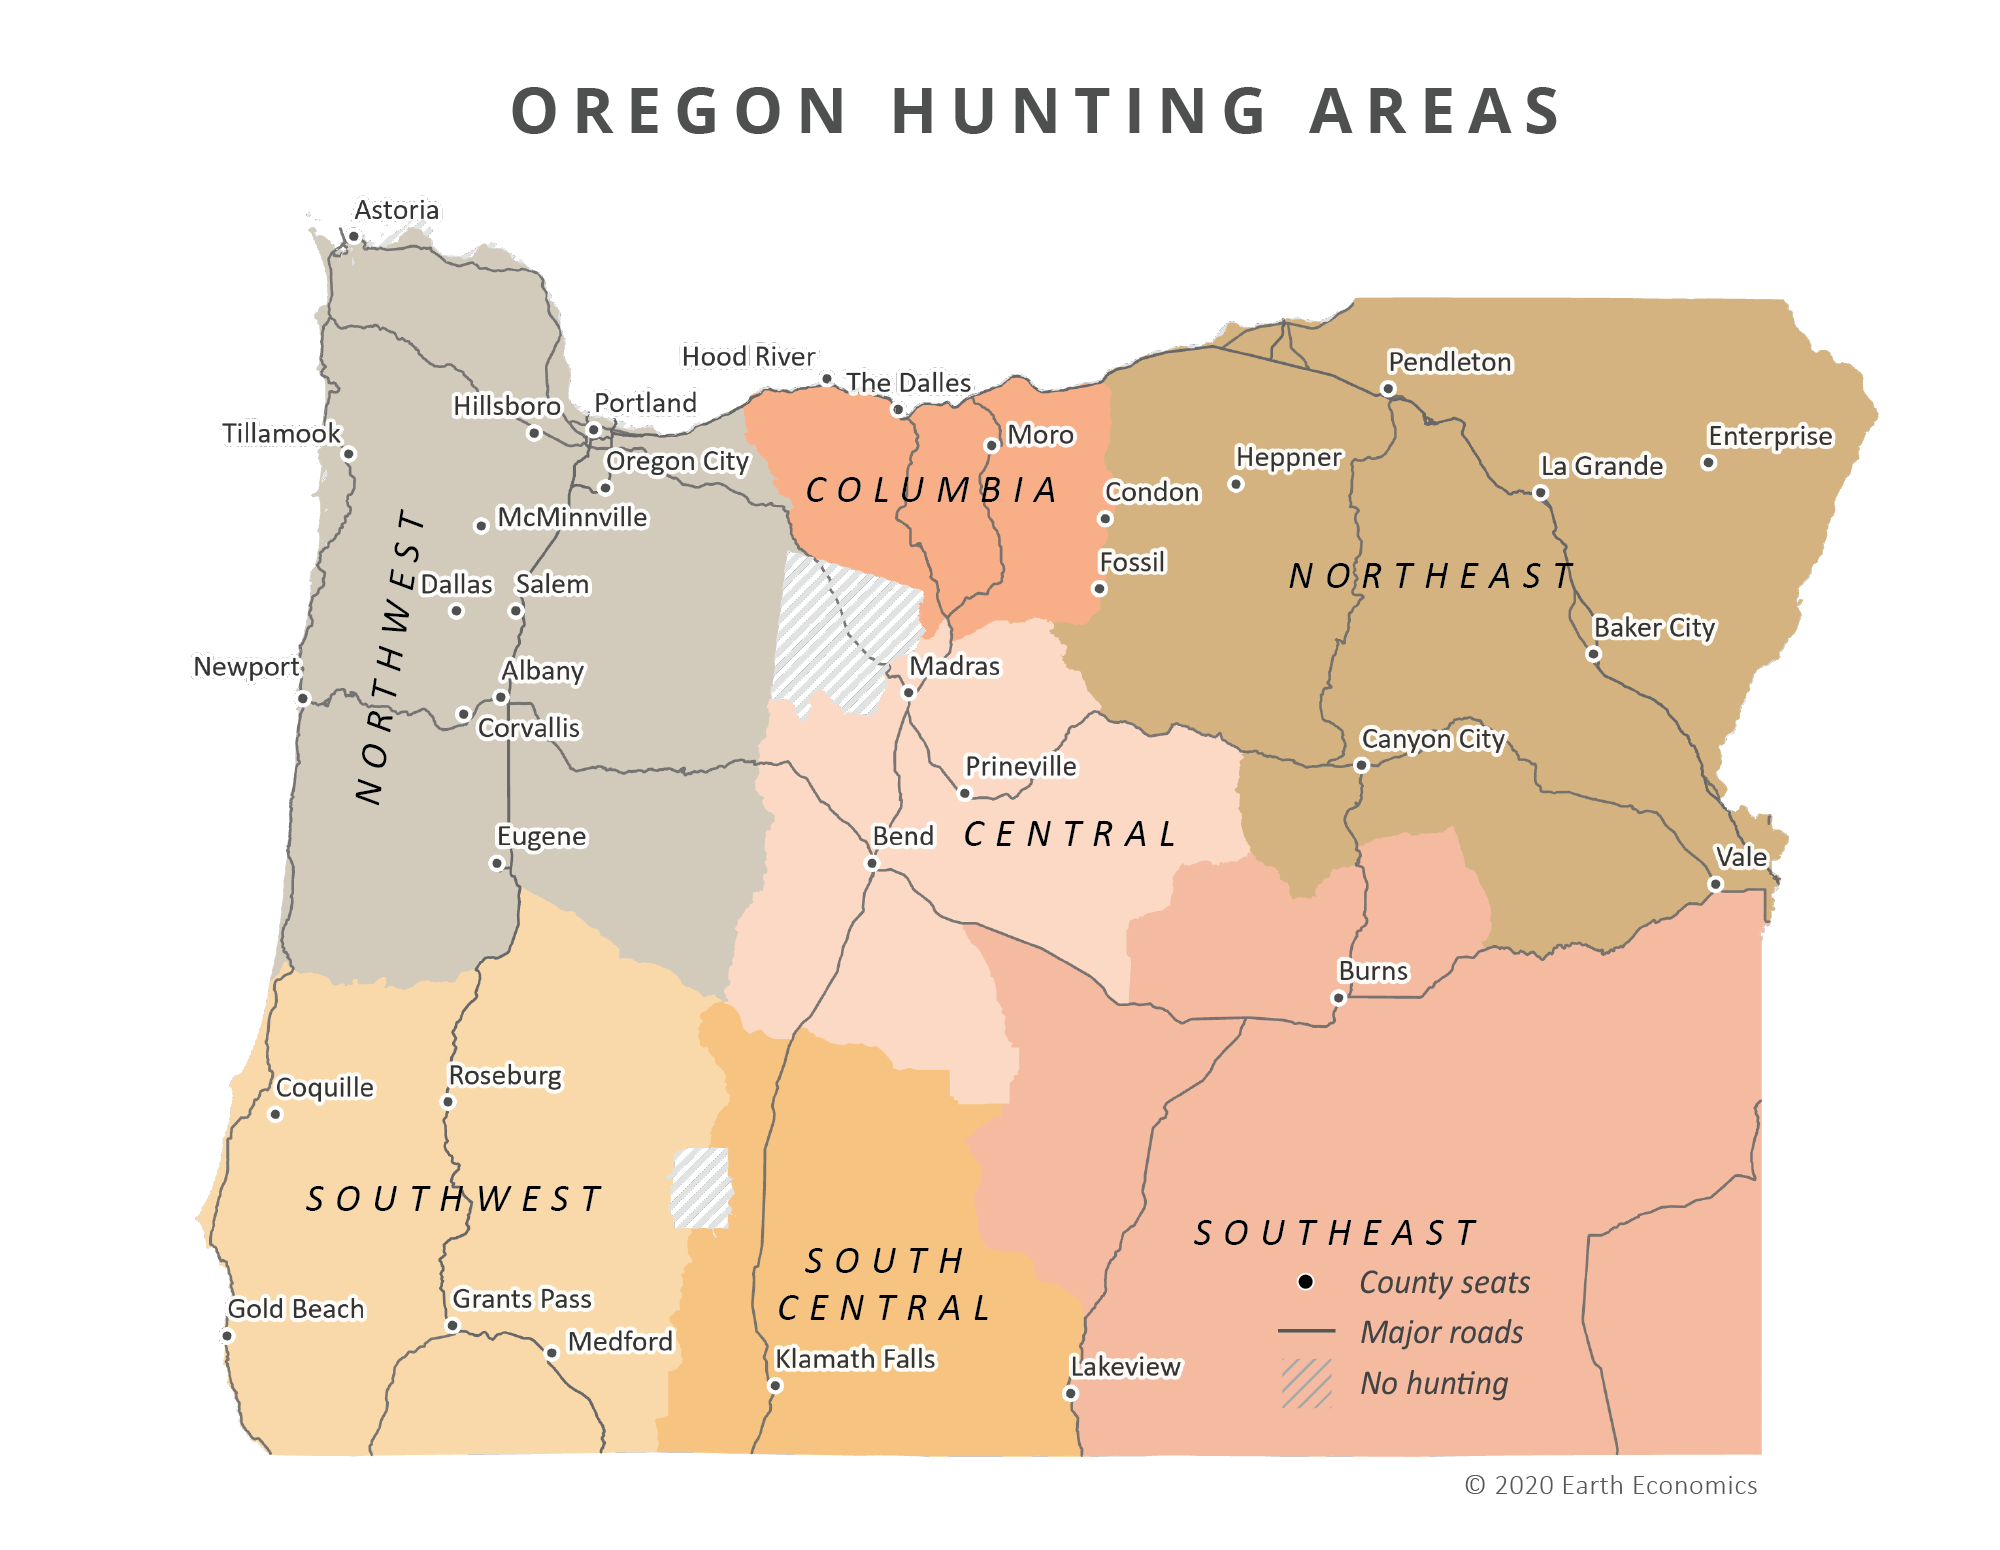 OREGON HUNTING AREAS
Astoria
Hood River
The Dalles
Pendleton
Hillsboro
Portland
Tillamook
Moro
Enterprise
Oregon City
Heppner
La Grande
COLUMBIA
Condon
McMinnville
Fossil
NORTHEAST
Dallas
Salem
NORTHWEST
Baker City
Newport
Albany
Madras
Corvallis
Canyon City
Prineville
Eugene
Bend
CENTRAL
Vale
Burns
Coquille
Roseburg
SOUTHWEST
SOUTHEAST
SOUTH
CENTRAL
County seats
Gold Beach
Grants Pass
Major roads
Medford
Klamath Falls
Lakeview
No hunting
© 2020 Earth Economics